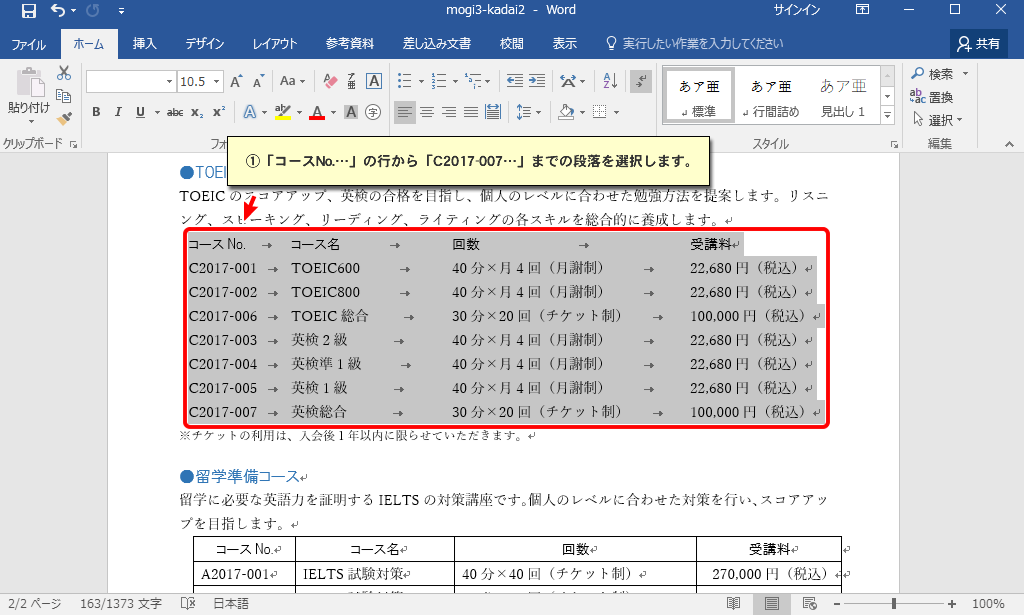 mogi3-kadai2 - Word
サインイン
ファイル ホーム 挿入 デザイン レイアウト 参考資料 差し込み文書 校閲 表示 実行したい作業を入力してください 共有
貼り付け
10.5
あア亜 あア亜 あア亜
↲標準 ↲行間詰め 見出し 1
検索
置換
選択
クリップボード
スタイル
編集
①「コースNo.…」の行から「C2017-007…」までの段落を選択します。
TOEICのスコアアップ、英検の合格を目指し、個人のレベルに合わせた勉強方法を提案します。リスニ
ング、スピーキング、リーディング、ライティングの各スキルを総合的に養成します。↲
コース No. → コース名 → 回数 → 受講料↲
C2017-001 → TOEIC600 → 40 分×月 4 回（月謝制） → 22,680 円（税込）↲
C2017-002 → TOEIC800 → 40 分×月 4 回（月謝制） → 22,680 円（税込）↲
C2017-006 → TOEIC 総合 → 30 分×20 回（チケット制） → 100,000 円（税込）↲
C2017-003 → 英検 2 級 → 40 分×月 4 回（月謝制） → 22,680 円（税込）↲
C2017-004 → 英検準 1 級 → 40 分×月 4 回（月謝制） → 22,680 円（税込）↲
C2017-005 → 英検 1 級 → 40 分×月 4 回（月謝制） → 22,680 円（税込）↲
C2017-007 → 英検総合 → 30 分×20 回（チケット制） → 100,000 円（税込）↲
※チケットの利用は、入会後 1 年以内に限らせていただきます。↲
●留学準備コース↲
留学に必要な英語力を証明する IELTS の対策講座です。個人のレベルに合わせた対策を行い、スコアアッ
プを目指します。↲
コース No.↲ コース名↲ 回数↲ 受講料↲
A2017-001↲ IELTS 試験対策↲ 40 分×40 回（チケット制）↲ 270,000 円（税込）↲
2/2 ページ 163/1373 文字 日本語 100%